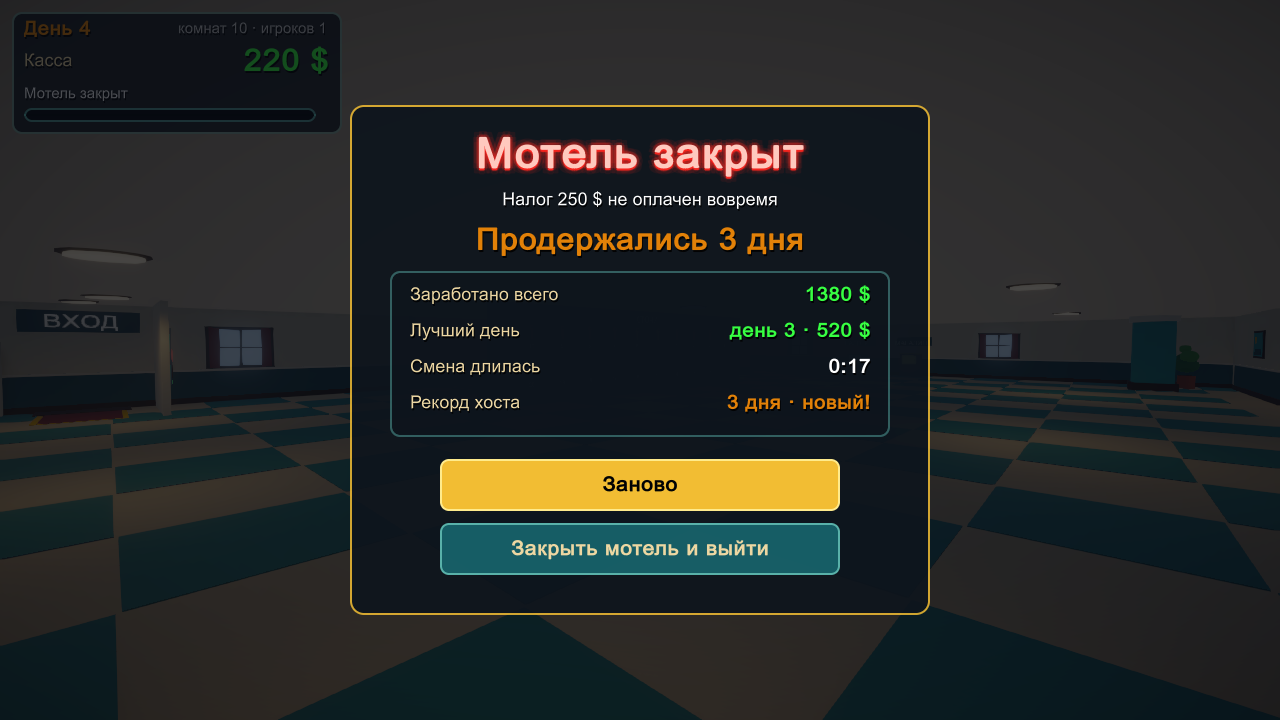 День 4
комнат 10 · игроков 1
Касса
220 $
Мотель закрыт
ВХОД
Мотель закрыт
Налог 250 $ не оплачен вовремя
Продержались 3 дня
Заработано всего
1380 $
Лучший день
день 3 · 520 $
Смена длилась
0:17
Рекорд хоста
3 дня · новый!
Заново
Закрыть мотель и выйти